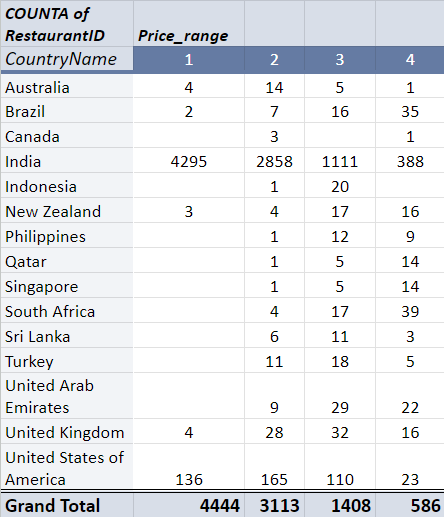 COUNTA of
RestaurantID Price_range
CountryName 1 2 3 4
Australia 4 14 5 1
Brazil 2 7 16 35
Canada 3 1
India 4295 2858 1111 388
Indonesia 1 20
New Zealand 3 4 17 16
Philippines 1 12 9
Qatar 1 5 14
Singapore 1 5 14
South Africa 4 17 39
Sri Lanka 6 11 3
Turkey 11 18 5
United Arab
Emirates 9 29 22
United Kingdom 4 28 32 16
United States of
America 136 165 110 23
Grand Total 4444 3113 1408 586